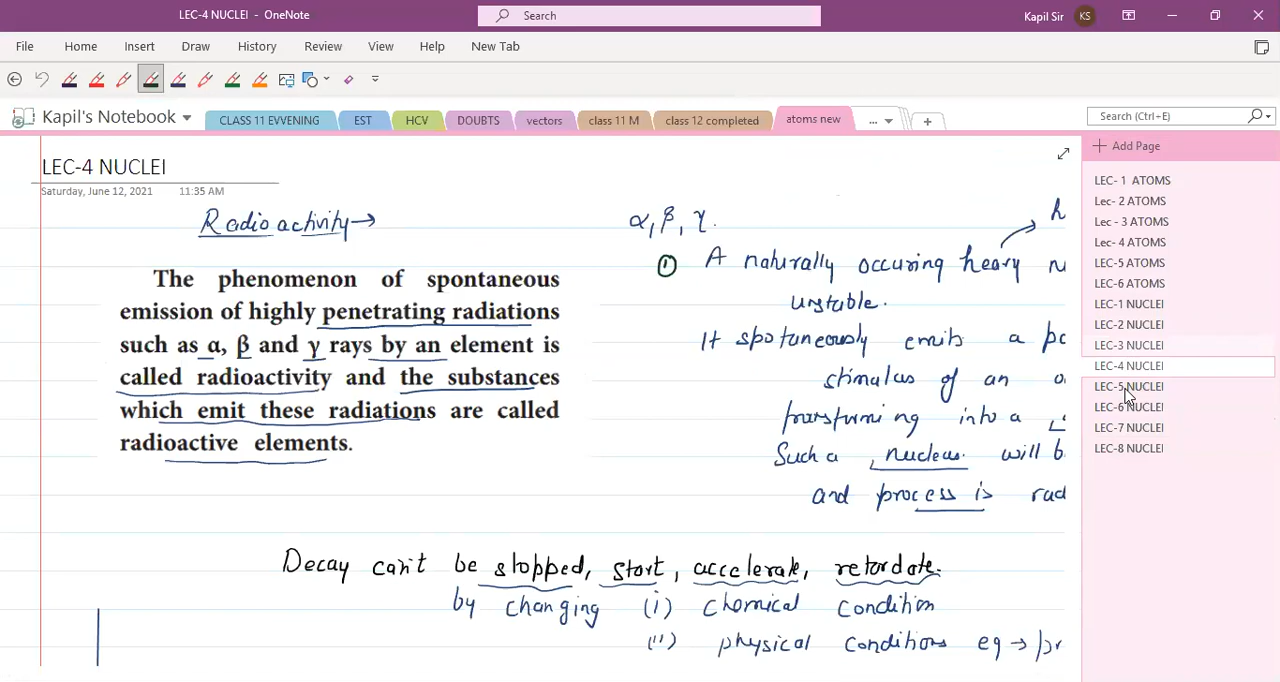 LEC-4 NUCLEI - OneNote
Search
Kapil Sir
KS
File Home Insert Draw History Review View Help New Tab
Kapil's Notebook
CLASS 11 EVVENING EST HCV DOUBTS vectors class 11 M class 12 completed atoms new ...
Search (Ctrl+E)
Add Page
LEC- 1 ATOMS
Lec- 2 ATOMS
Lec - 3 ATOMS
Lec- 4 ATOMS
LEC-5 ATOMS
LEC-6 ATOMS
LEC-1 NUCLEI
LEC-2 NUCLEI
LEC-3 NUCLEI
LEC-4 NUCLEI
LEC-5 NUCLEI
LEC-6 NUCLEI
LEC-7 NUCLEI
LEC-8 NUCLEI
LEC-4 NUCLEI
Saturday, June 12, 2021 11:35 AM
Radioactivity →
The phenomenon of spontaneous
emission of highly penetrating radiations
such as α, β and γ rays by an element is
called radioactivity and the substances
which emit these radiations are called
radioactive elements.
α, β, γ.
① A naturally occuring heavy
unstable.
It spotaneously emits a
stimulas of an
transforming into a
Such a nucleus will
and process is
Decay can't be stopped, start, accelerate, retardate.
by changing (i) chemical condition
(ii) physical conditions eg →